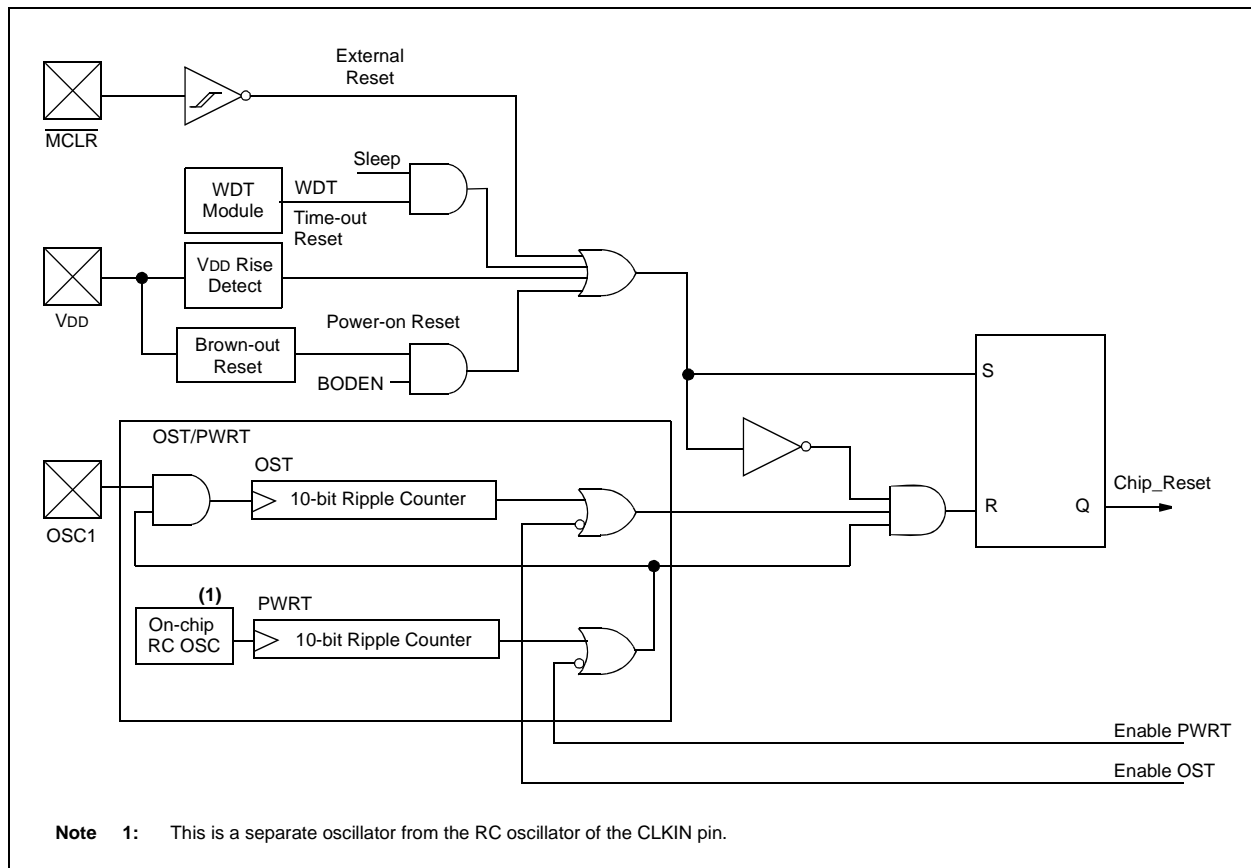 External
Reset
MCLR
Sleep
WDT
Module
WDT
Time-out
Reset
VDD Rise
Detect
VDD
Power-on Reset
Brown-out
Reset
BODEN
S
OST/PWRT
OST
10-bit Ripple Counter
OSC1
Chip_Reset
R
Q
(1)
On-chip
RC OSC
PWRT
10-bit Ripple Counter
Enable PWRT
Enable OST
Note 1: This is a separate oscillator from the RC oscillator of the CLKIN pin.